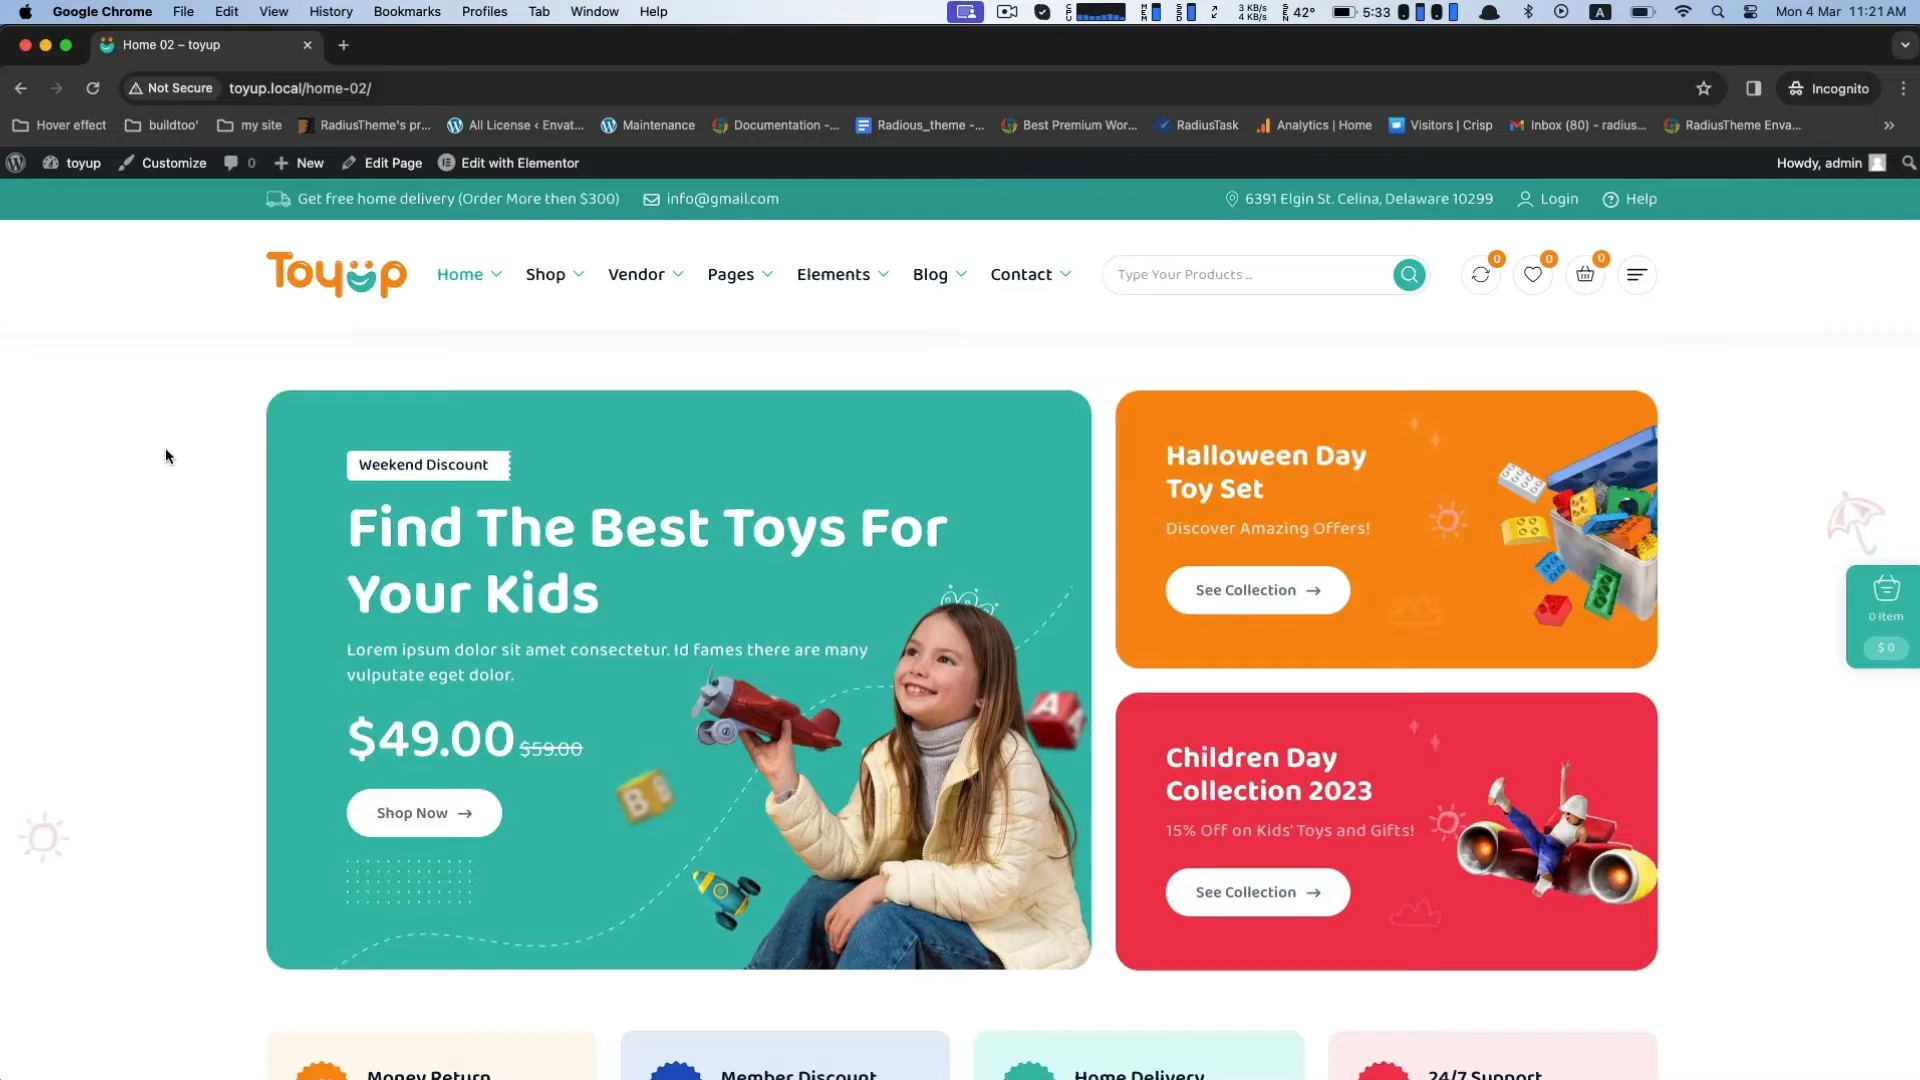 Google Chrome File Edit View History Bookmarks Profiles Tab Window Help
3 KB/s
4 KB/s
42° 5:33 A Mon 4 Mar 11:21 AM
Home 02 – toyup
Not Secure toyup.local/home-02/ Incognito
Hover effect buildtoo' my site RadiusTheme's pr... All License ‹ Envat... Maintenance Documentation -... Radious_theme -... Best Premium Wor... RadiusTask Analytics | Home Visitors | Crisp Inbox (80) - radius... RadiusTheme Enva...
toyup Customize 0 New Edit Page Edit with Elementor Howdy, admin
Get free home delivery (Order More then $300) info@gmail.com 6391 Elgin St. Celina, Delaware 10299 Login Help
Toyup Home Shop Vendor Pages Elements Blog Contact Type Your Products ... 0 0 0
Weekend Discount
Find The Best Toys For
Your Kids
Lorem ipsum dolor sit amet consectetur. Id fames there are many
vulputate eget dolor.
$49.00 $59.00
Shop Now
Halloween Day
Toy Set
Discover Amazing Offers!
See Collection
Children Day
Collection 2023
15% Off on Kids' Toys and Gifts!
See Collection
0 Item
$ 0
Money Return Member Discount Home Delivery 24/7 Support